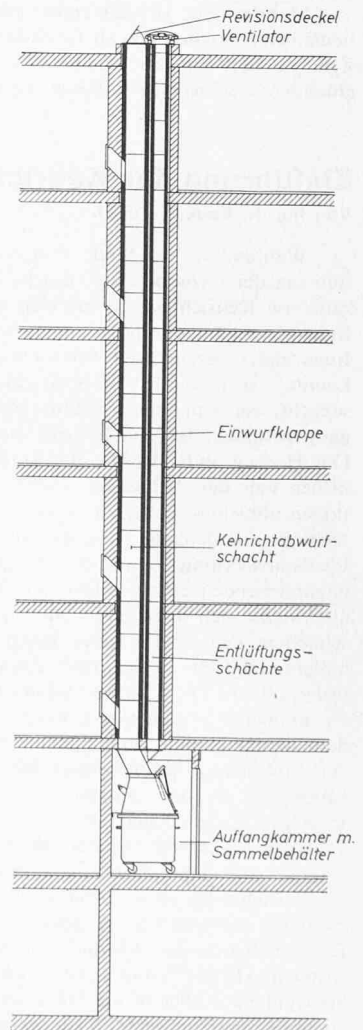 Revisionsdeckel
Ventilator
Einwurfklappe
Kehrichtabwurf-
schacht
Entlüftungs-
schächte
Auffangkammer m.
Sammelbehälter